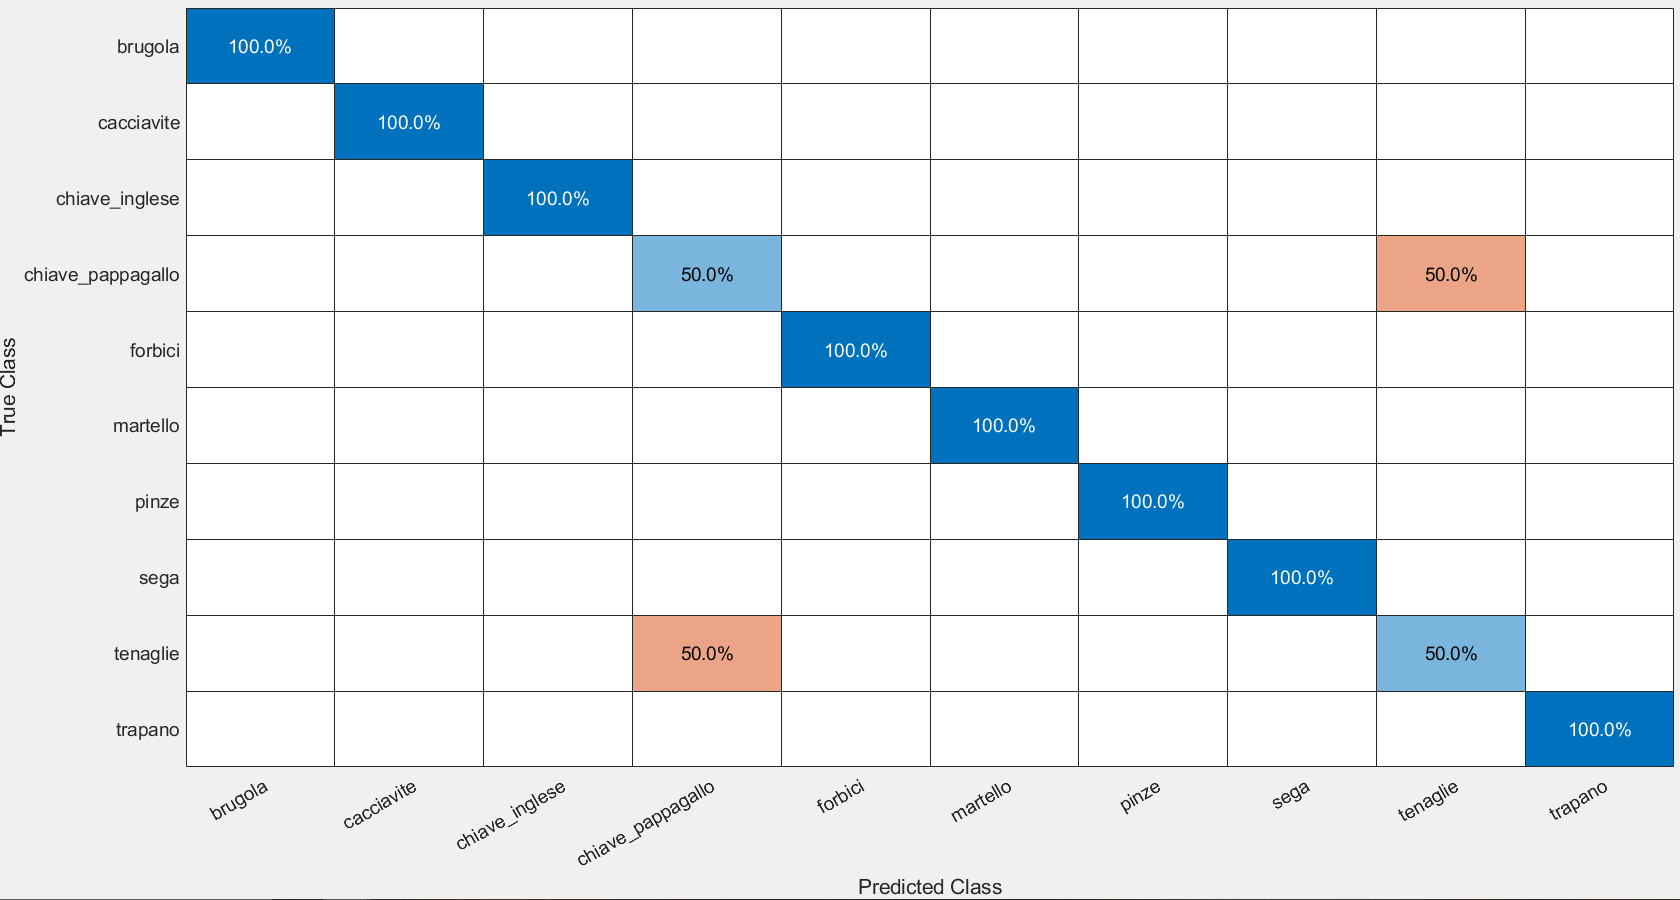 True Class
brugola 100.0%
cacciavite 100.0%
chiave_inglese 100.0%
chiave_pappagallo 50.0% 50.0%
forbici 100.0%
martello 100.0%
pinze 100.0%
sega 100.0%
tenaglie 50.0% 50.0%
trapano 100.0%
brugola cacciavite chiave_inglese chiave_pappagallo forbici martello pinze sega tenaglie trapano
Predicted Class